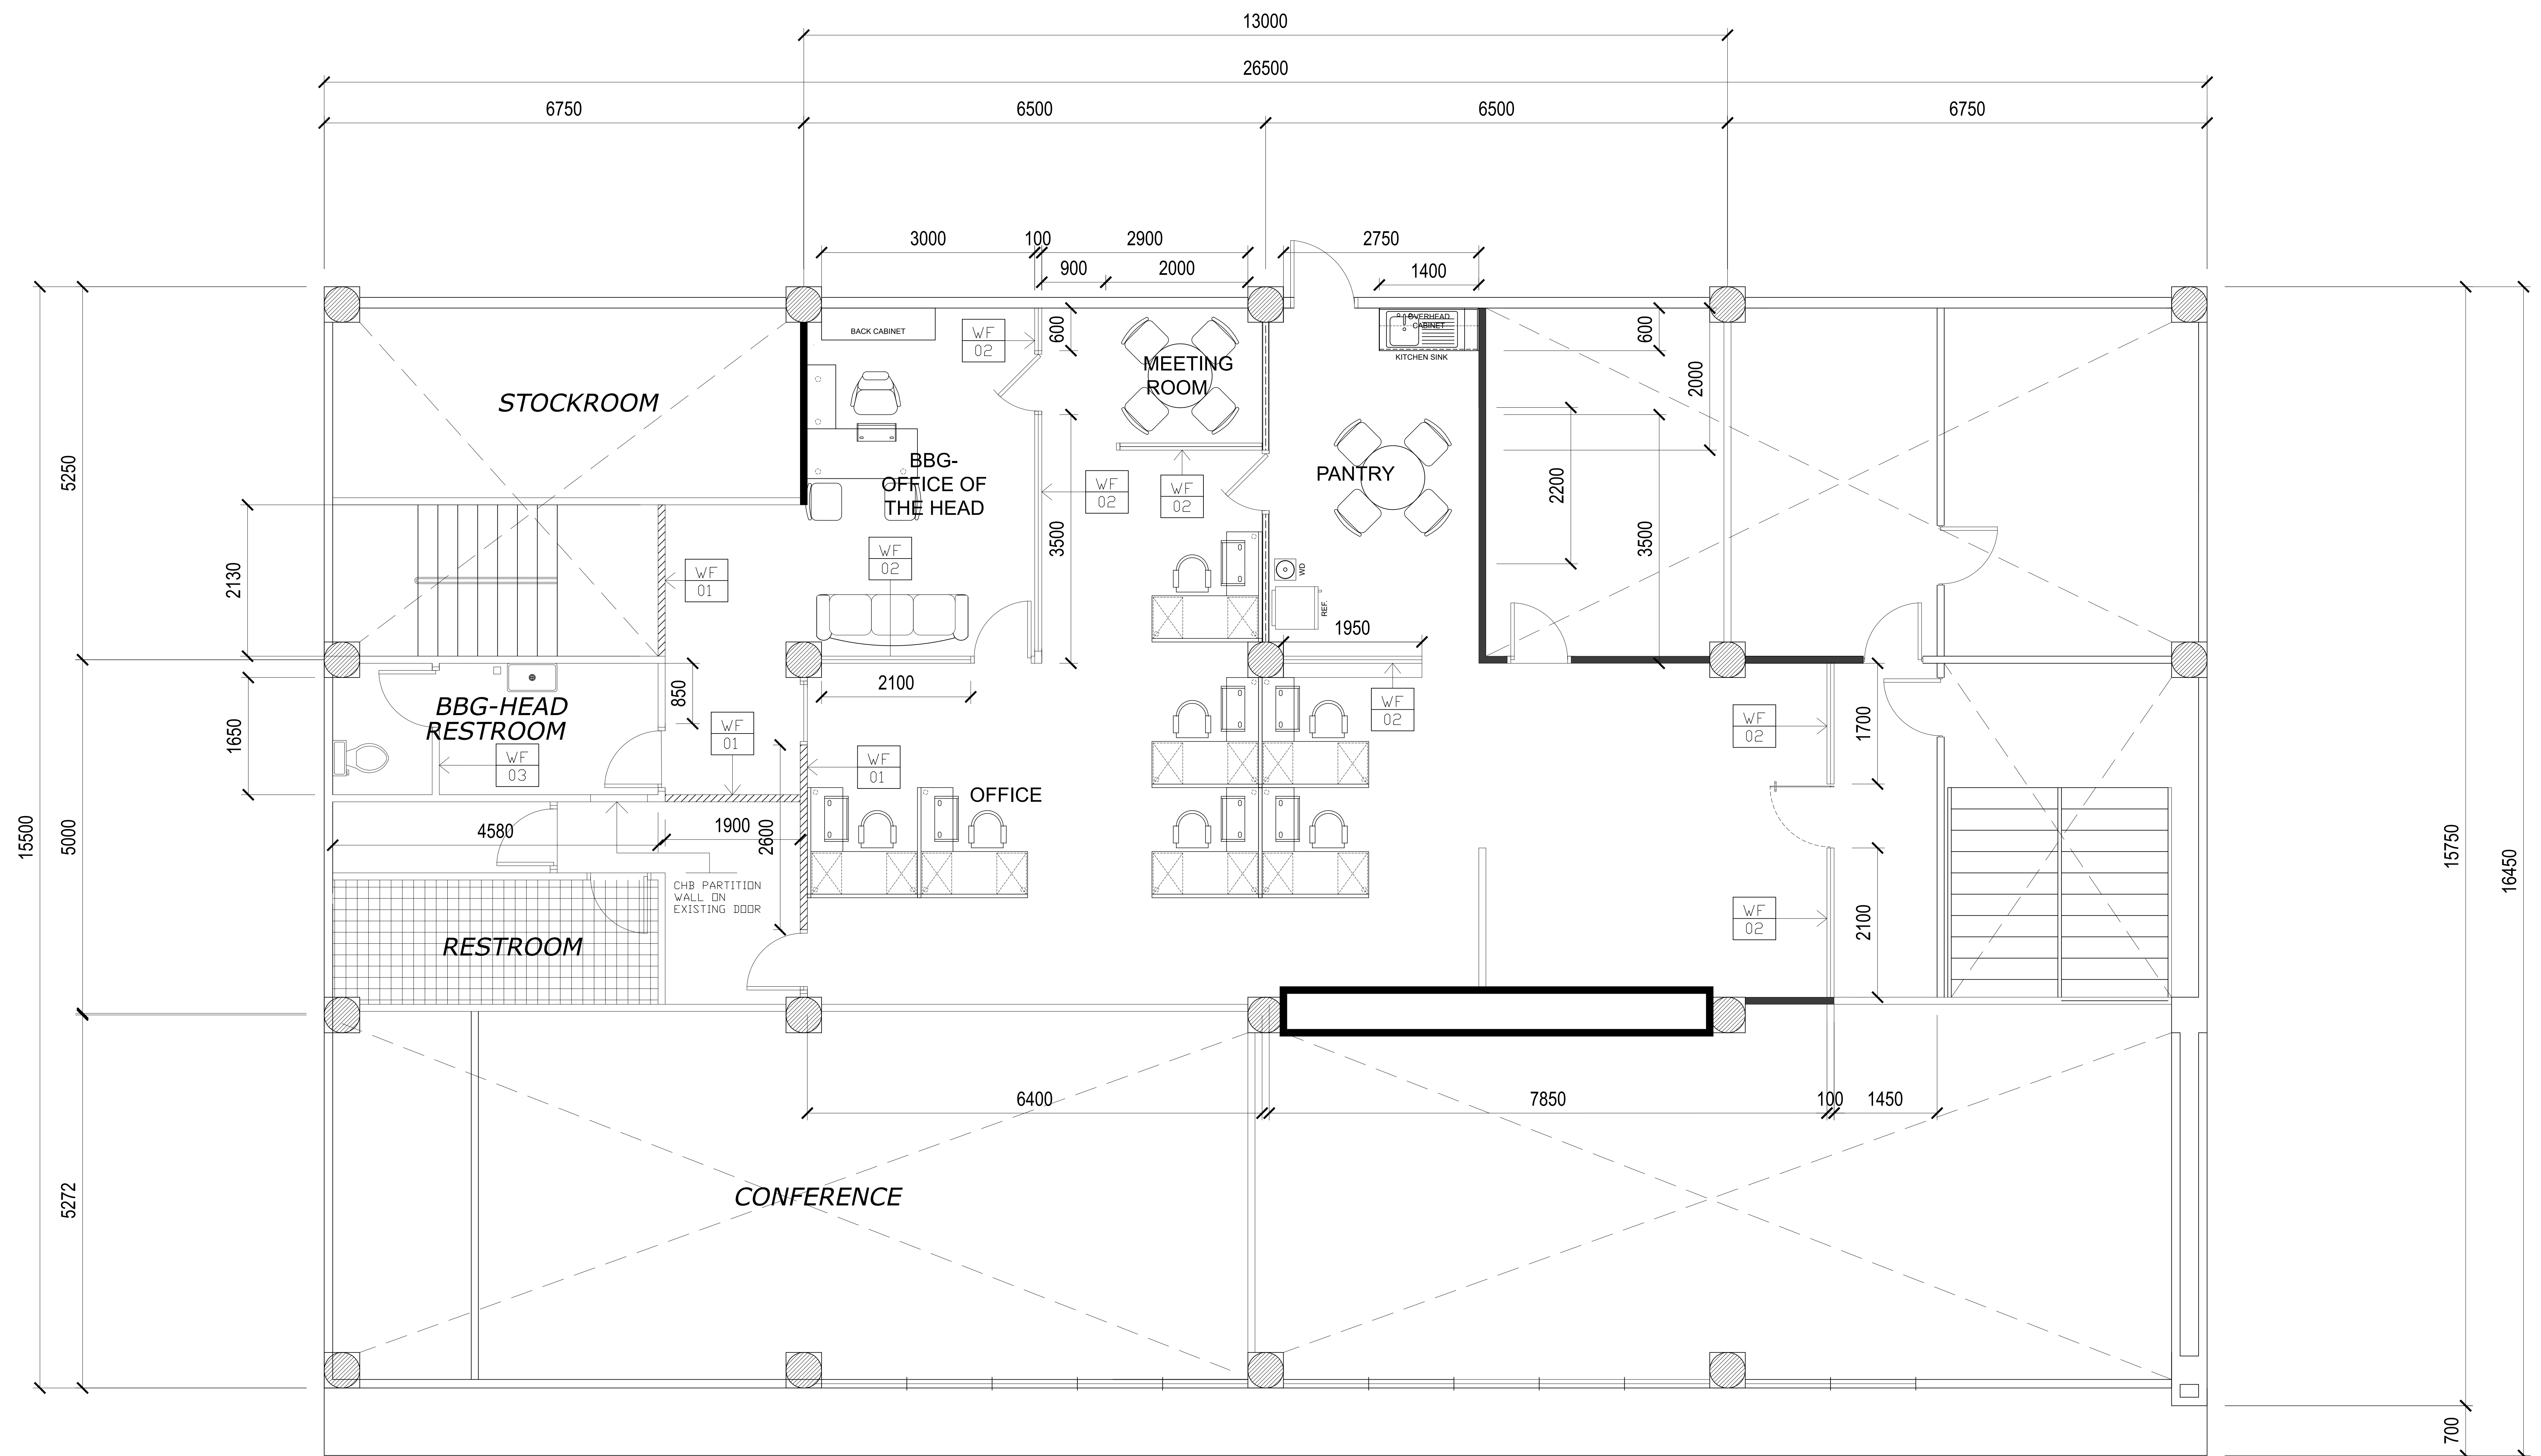 13000
26500
6750
6500
6500
6750
3000
100
2900
2750
900
2000
1400
BACK CABINET
WF
02
600
MEETING
ROOM
OVERHEAD
CABINET
KITCHEN SINK
600
2000
STOCKROOM
BBG-
OFFICE OF
THE HEAD
WF
02
WF
02
PANTRY
2200
3500
3500
5250
2130
WF
01
WF
02
WD
REF.
1950
15500
5000
1650
BBG-HEAD
RESTROOM
850
2100
WF
02
WF
02
1700
WF
01
WF
03
WF
01
OFFICE
4580
1900
2600
CHB PARTITION
WALL ON
EXISTING DOOR
RESTROOM
WF
02
2100
15750
16450
6400
7850
100
1450
5272
CONFERENCE
700